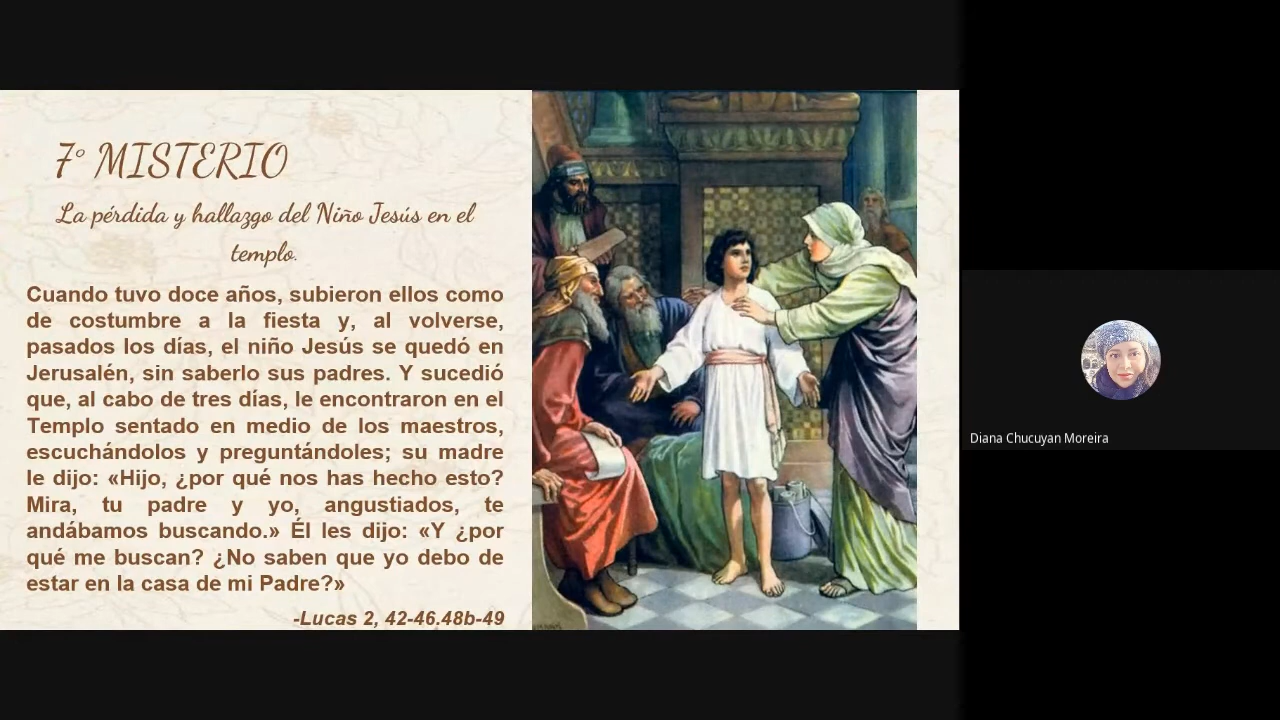 7° MISTERIO
La pérdida y hallazgo del Niño Jesús en el
templo.
Cuando tuvo doce años, subieron ellos como
de costumbre a la fiesta y, al volverse,
pasados los días, el niño Jesús se quedó en
Jerusalén, sin saberlo sus padres. Y sucedió
que, al cabo de tres días, le encontraron en el
Templo sentado en medio de los maestros,
escuchándolos y preguntándoles; su madre
le dijo: «Hijo, ¿por qué nos has hecho esto?
Mira, tu padre y yo, angustiados, te
andábamos buscando.» Él les dijo: «Y ¿por
qué me buscan? ¿No saben que yo debo de
estar en la casa de mi Padre?»
-Lucas 2, 42-46.48b-49
Diana Chucuyan Moreira